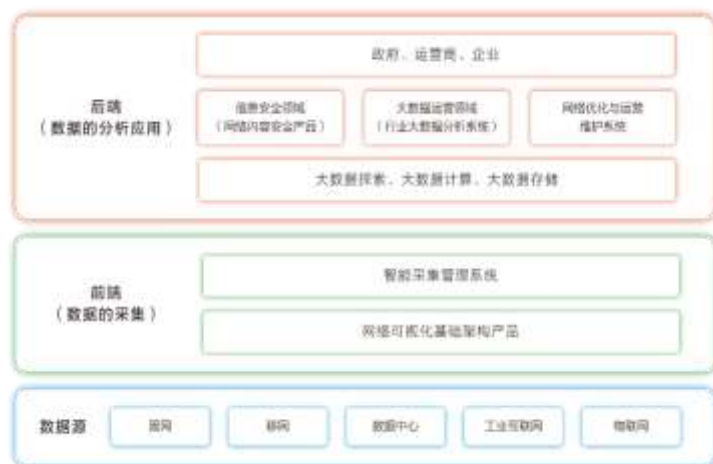 政府、运营商、企业
后端
（数据的分析应用）
信息安全领域
（网络内容安全产品）
大数据运营领域
（行业大数据分析系统）
网络优化与运营
维护系统
大数据探索、大数据计算、大数据存储
前端
（数据的采集）
智能采集管理系统
网络可视化基础架构产品
数据源
固网
移网
数据中心
工业互联网
物联网